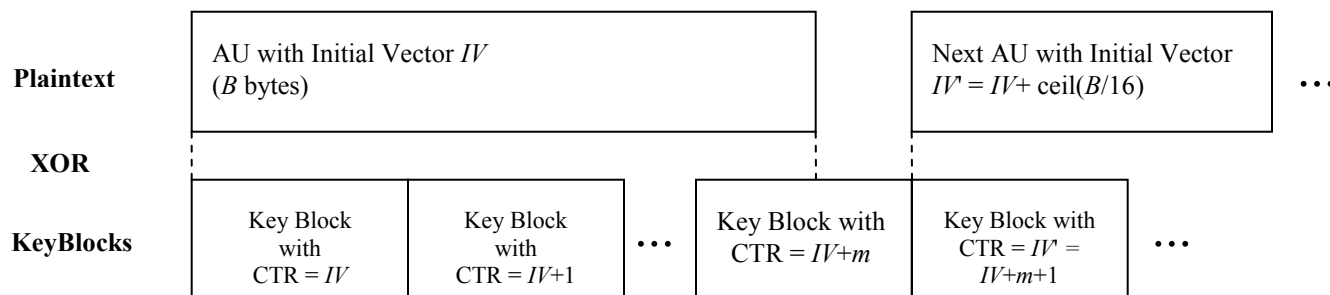 Plaintext
AU with Initial Vector IV
(B bytes)
Next AU with Initial Vector
IV' = IV+ ceil(B/16)
...
XOR
KeyBlocks
Key Block
with
CTR = IV
Key Block
with
CTR = IV+1
...
Key Block with
CTR = IV+m
Key Block with
CTR = IV' =
IV+m+1
...